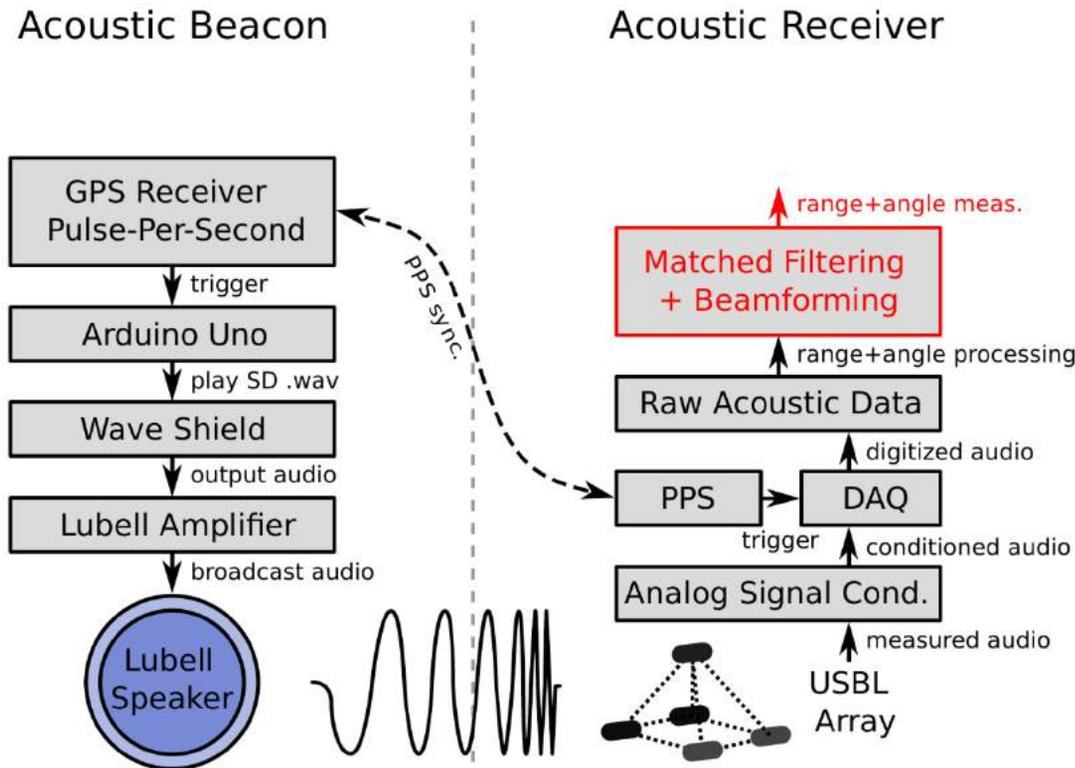 Acoustic Beacon
GPS Receiver
Pulse-Per-Second
trigger
Arduino Uno
play SD .wav
Wave Shield
output audio
Lubell Amplifier
broadcast audio
Lubell
Speaker
PPS sync.
Acoustic Receiver
range+angle meas.
Matched Filtering
+ Beamforming
range+angle processing
Raw Acoustic Data
digitized audio
PPS
DAQ
trigger
conditioned audio
Analog Signal Cond.
measured audio
USBL
Array